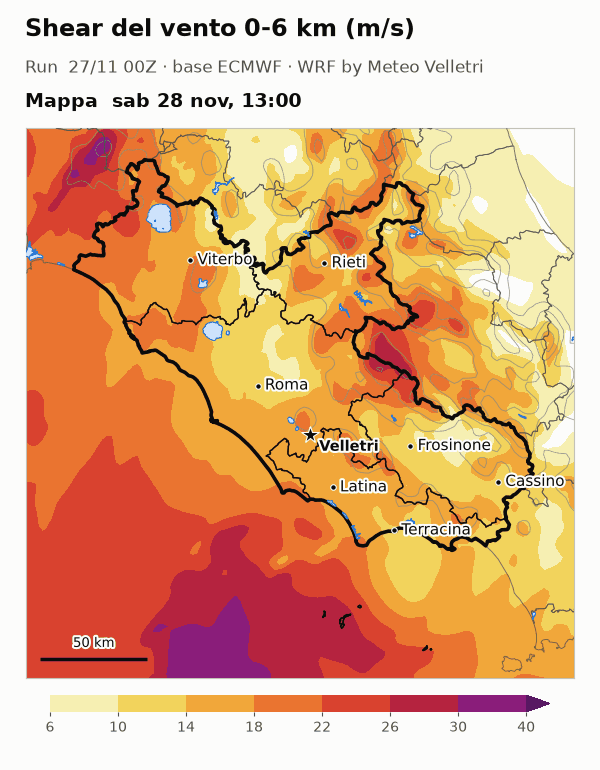 Shear del vento 0-6 km (m/s)
Run 27/11 00Z · base ECMWF · WRF by Meteo Velletri
Mappa sab 28 nov, 13:00
Viterbo
Rieti
Roma
Velletri
Frosinone
Latina
Cassino
Terracina
50 km
6 10 14 18 22 26 30 40